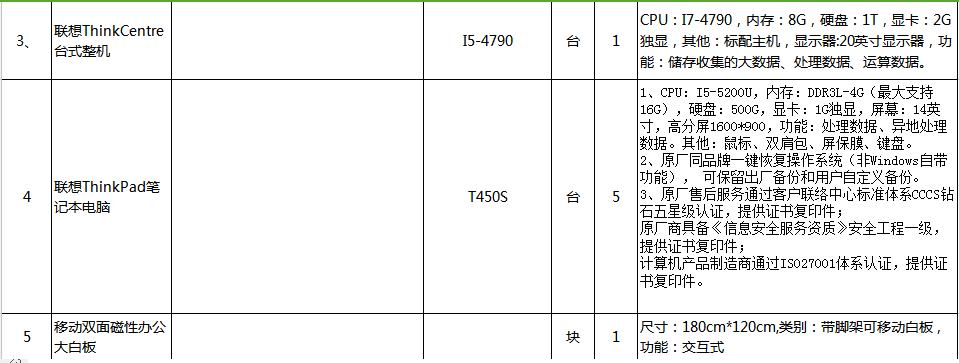 3、
联想ThinkCentre
台式整机
I5-4790
台
1
CPU：I7-4790，内存：8G，硬盘：1T，显卡：2G
独显，其他：标配主机，显示器:20英寸显示器，功
能：储存收集的大数据、处理数据、运算数据。
4
联想ThinkPad笔
记本电脑
T450S
台
5
1、CPU：I5-5200U，内存：DDR3L-4G（最大支持
16G），硬盘：500G，显卡：1G独显，屏幕：14英
寸，高分屏1600*900，功能：处理数据、异地处理
数据。其他：鼠标、双肩包、屏保膜、键盘。
2、原厂同品牌一键恢复操作系统（非Windows自带
功能），可保留出厂备份和用户自定义备份。
3、原厂售后服务通过客户联络中心标准体系CCCS钻
石五星级认证，提供证书复印件；
原厂商具备《信息安全服务资质》安全工程一级，
提供证书复印件；
计算机产品制造商通过ISO27001体系认证，提供证
书复印件。
5
移动双面磁性办公
大白板
块
1
尺寸：180cm*120cm,类别：带脚架可移动白板，
功能：交互式